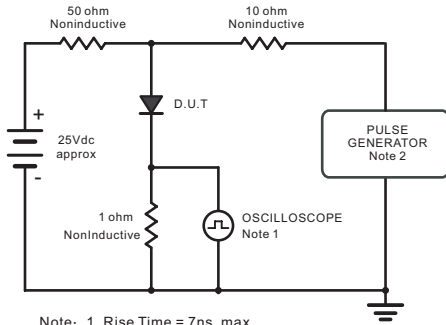 50 ohm
Noninductive
10 ohm
Noninductive
D.U.T
+
25Vdc
approx
-
PULSE
GENERATOR
Note 2
1 ohm
NonInductive
OSCILLOSCOPE
Note 1
Note: 1. Rise Time = 7ns, max.